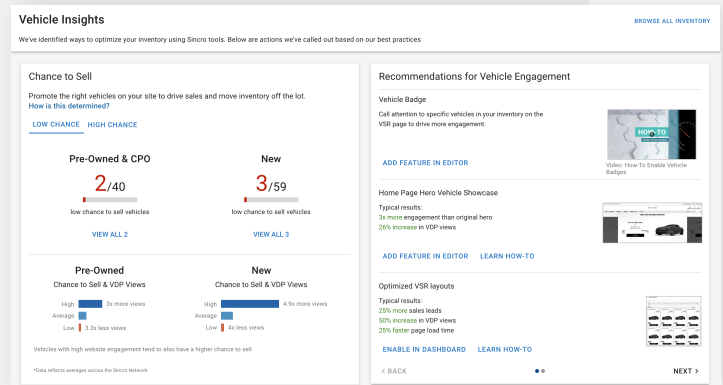 Vehicle Insights
BROWSE ALL INVENTORY
We've identified ways to optimize your inventory using Sincro tools. Below are actions we've called out based on our best practices
Chance to Sell
Promote the right vehicles on your site to drive sales and move inventory off the lot.
How is this determined?
LOW CHANCE HIGH CHANCE
Pre-Owned & CPO
2/40
low chance to sell vehicles
VIEW ALL 2
New
3/59
low chance to sell vehicles
VIEW ALL 3
Pre-Owned
Chance to Sell & VDP Views
High 3x more views
Average
Low 3.3x less views
New
Chance to Sell & VDP Views
High 4.9x more views
Average
Low 4x less views
Vehicles with high website engagement tend to also have a higher chance to sell
*Data reflects averages across the Sincro Network
Recommendations for Vehicle Engagement
Vehicle Badge
Call attention to specific vehicles in your inventory on the
VSR page to drive more engagement.
ADD FEATURE IN EDITOR
HOW-TO
Video: How-To Enable Vehicle
Badges
Home Page Hero Vehicle Showcase
Typical results:
3x more engagement than original hero
26% increase in VDP views
ADD FEATURE IN EDITOR LEARN HOW-TO
Optimized VSR layouts
Typical results:
25% more sales leads
50% increase in VDP views
25% faster page load time
ENABLE IN DASHBOARD LEARN HOW-TO
< BACK
NEXT >